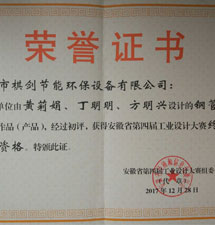 荣誉证书
市棋剑节能环保设备有限公司：
单位由黄莉娟、丁明明、方明兴设计的铜管
作品（产品），经过初评，获得安徽省第四届工业设计大赛终
资格。特颁此证。
安徽省第四届工业设计大赛组委
（代章）
2017年12月28日